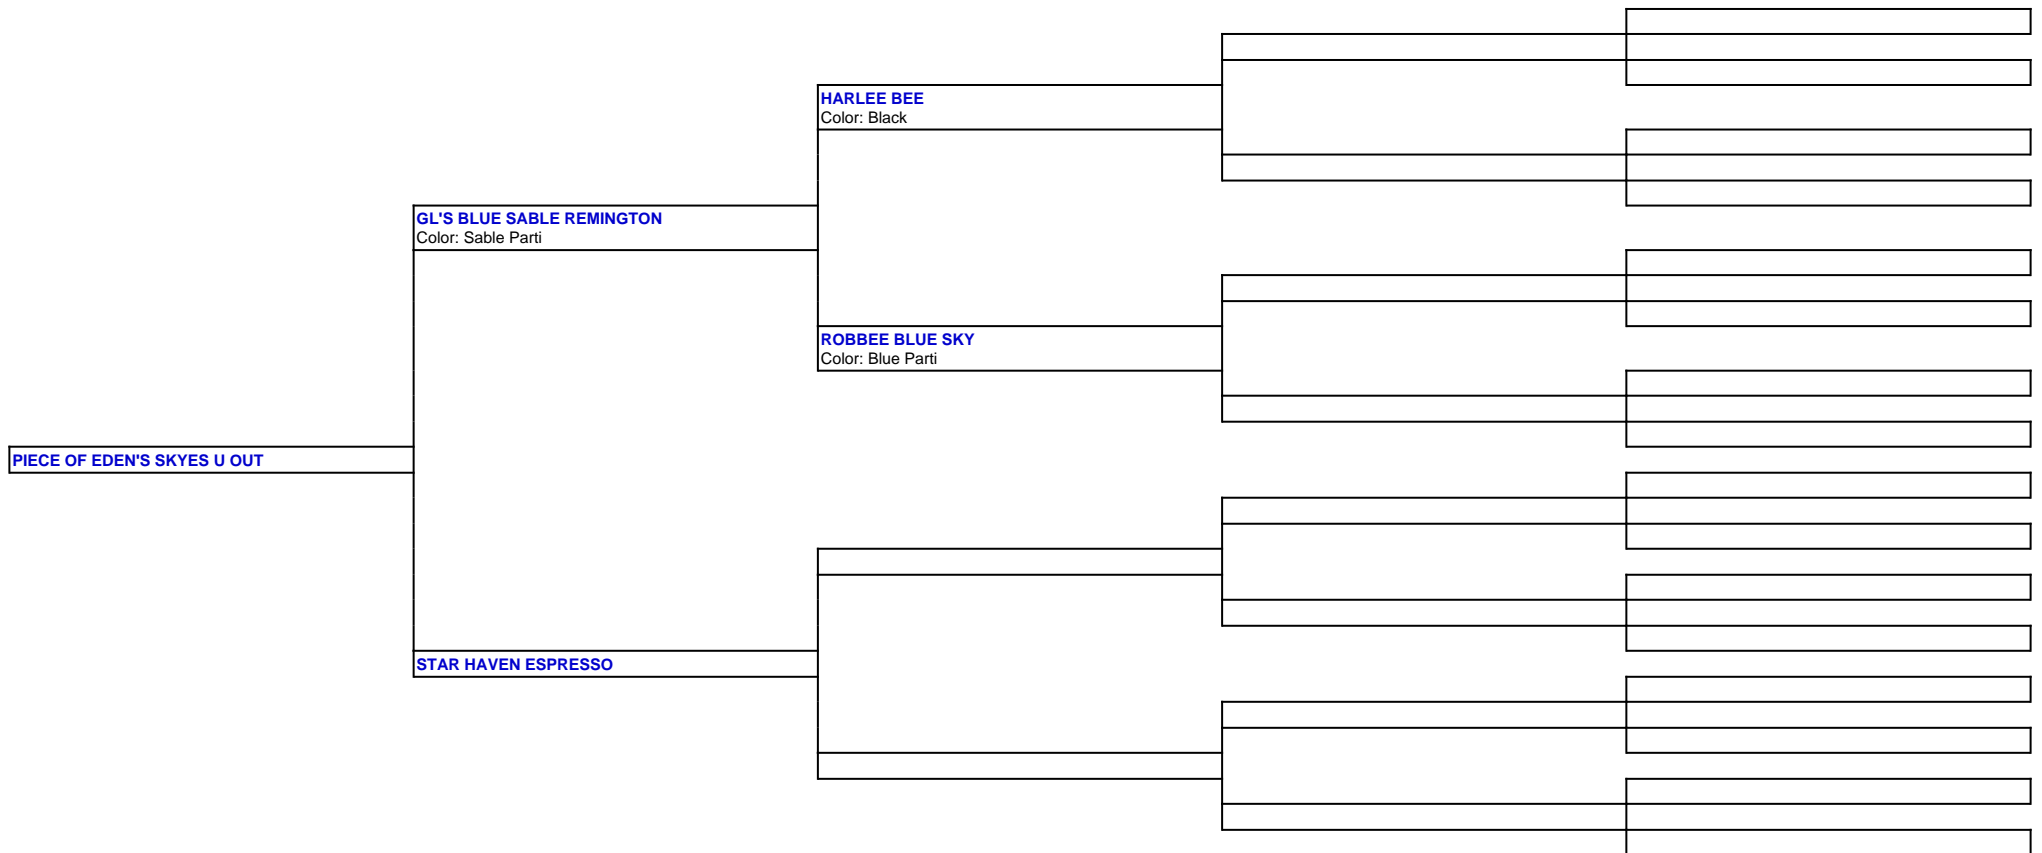 HARLEE BEE
Color: Black
GL'S BLUE SABLE REMINGTON
Color: Sable Parti
ROBBEE BLUE SKY
Color: Blue Parti
PIECE OF EDEN'S SKYES U OUT
STAR HAVEN ESPRESSO